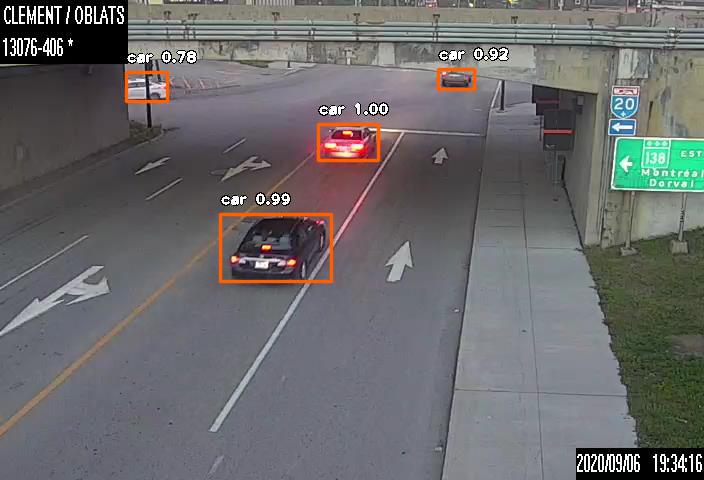 CLEMENT / OBLATS
13076-406 *
car 0.78
car 0.92
car 1.00
car 0.99
20
138 EST
Montréal
Dorval
2020/09/06 19:34:16